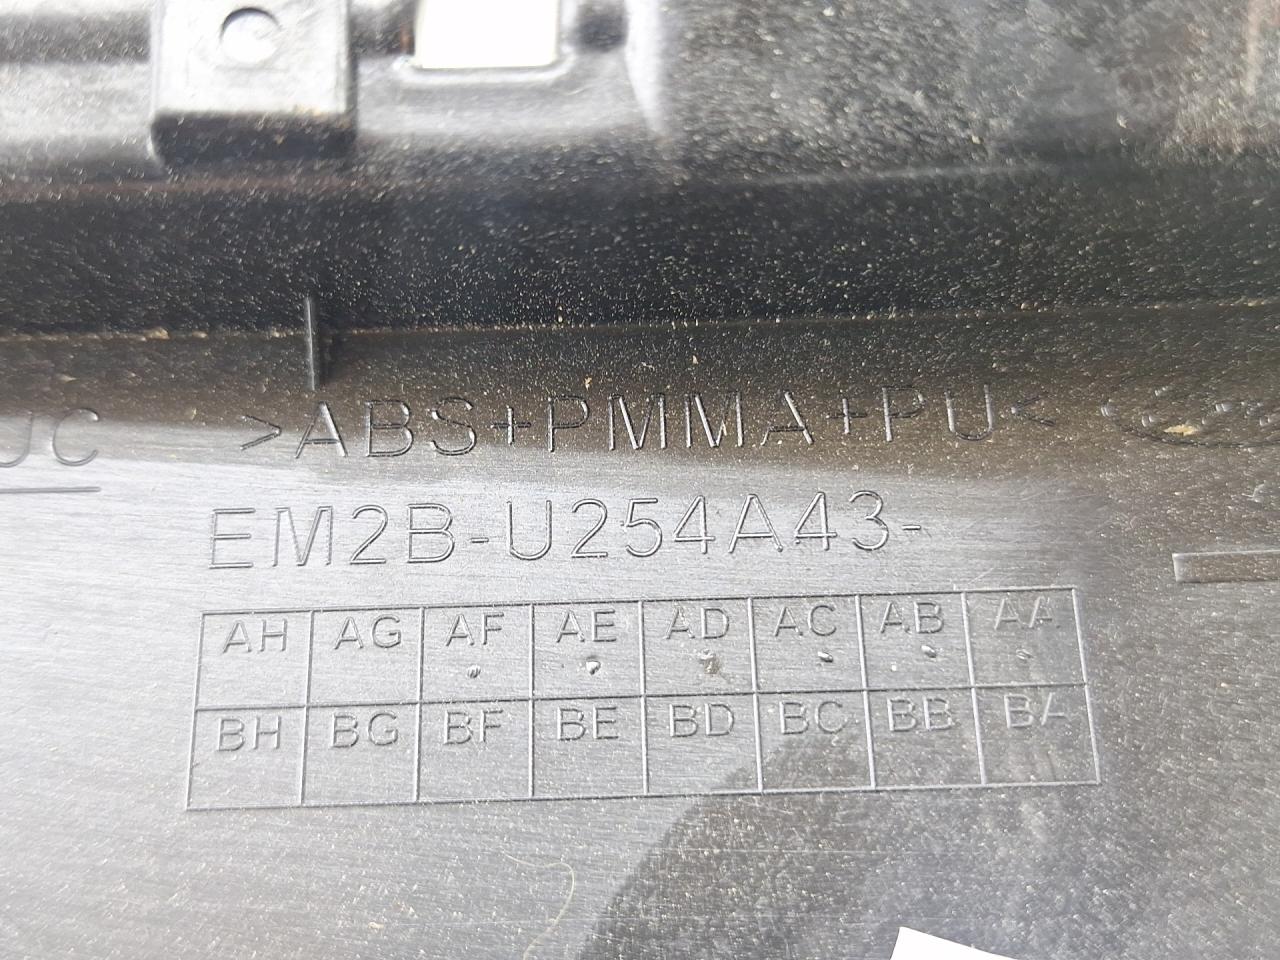 UC >ABS+PMMA+PU<
EM2B-U254A43-
AH AG AF AE AD AC AB AA
BH BG BF BE BD BC BB BA